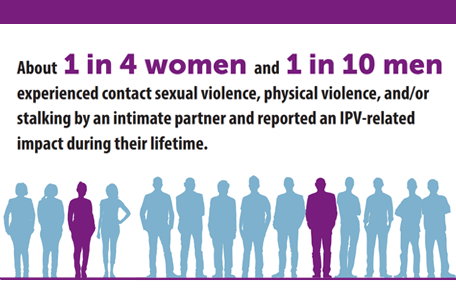 About 1 in 4 women and 1 in 10 men
experienced contact sexual violence, physical violence, and/or
stalking by an intimate partner and reported an IPV-related
impact during their lifetime.